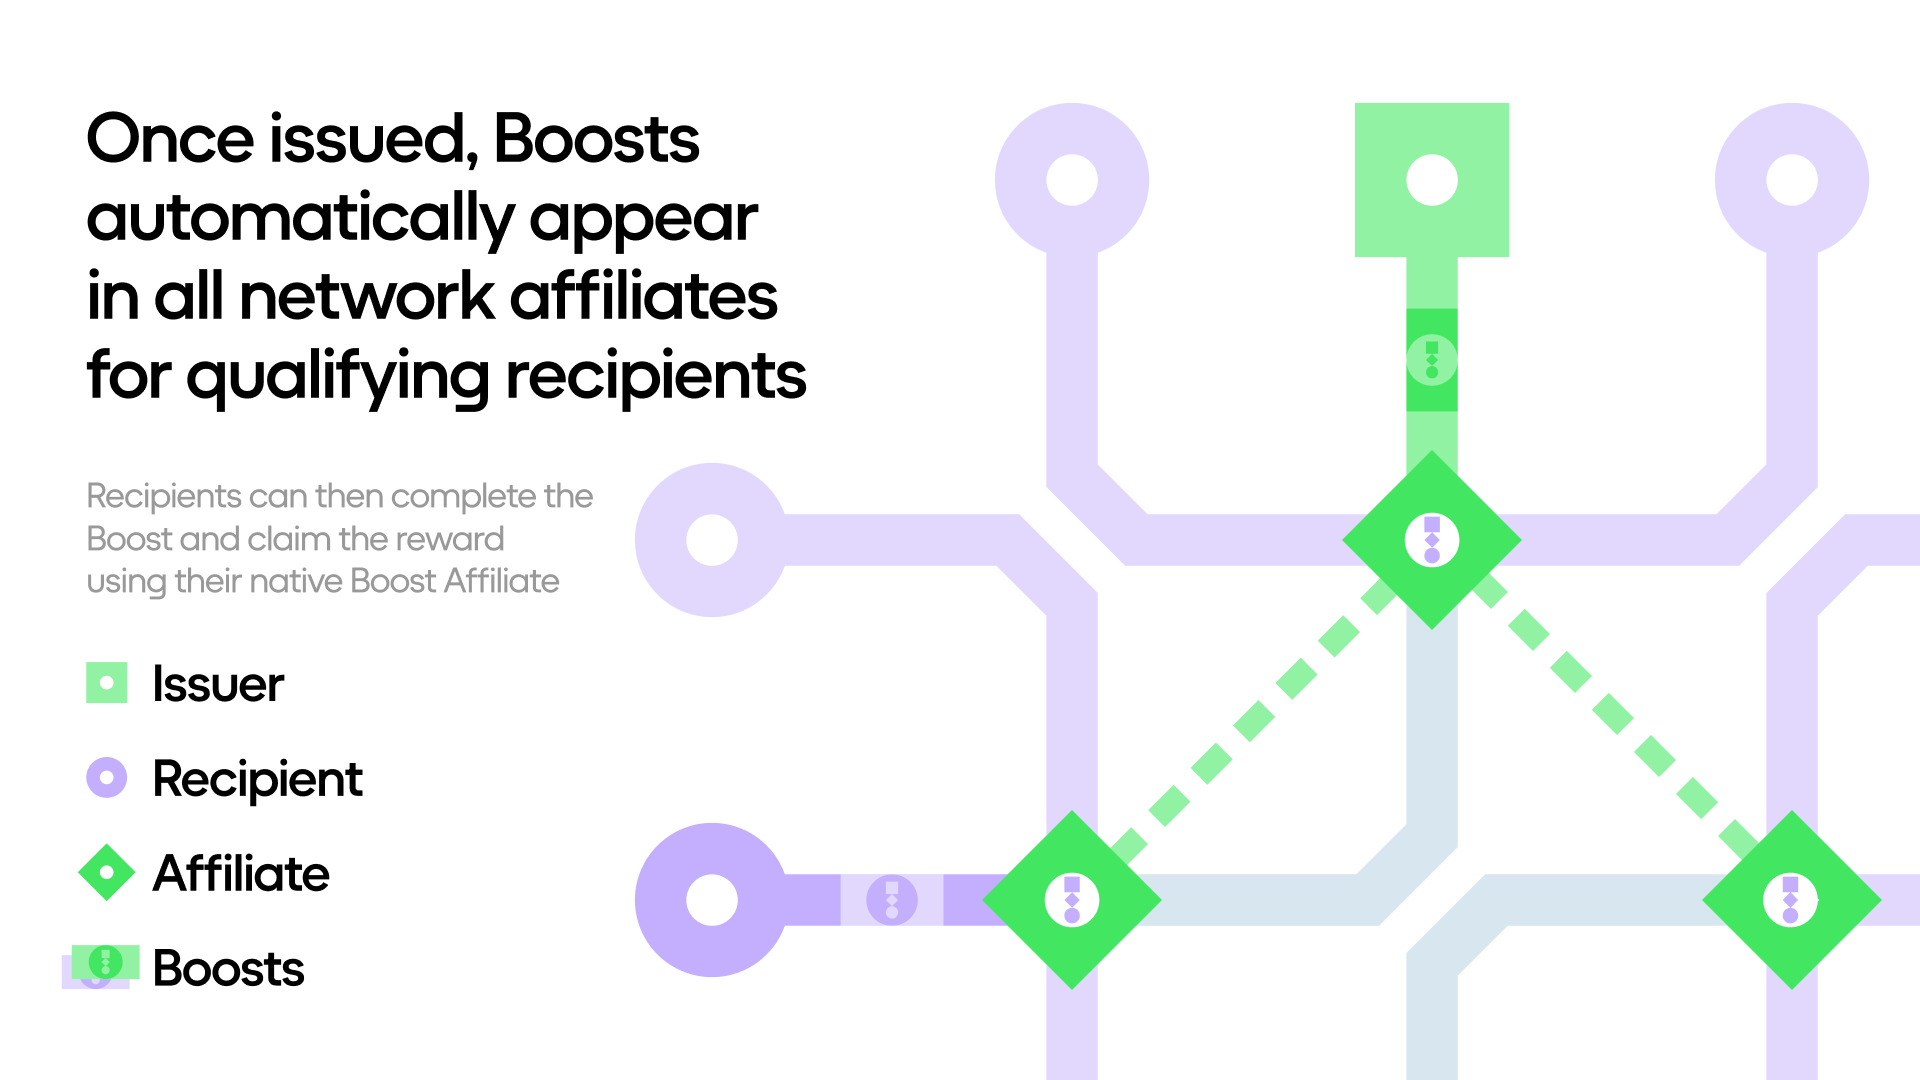 Once issued, Boosts
automatically appear
in all network affiliates
for qualifying recipients
Recipients can then complete the
Boost and claim the reward
using their native Boost Affiliate
Issuer
Recipient
Affiliate
Boosts